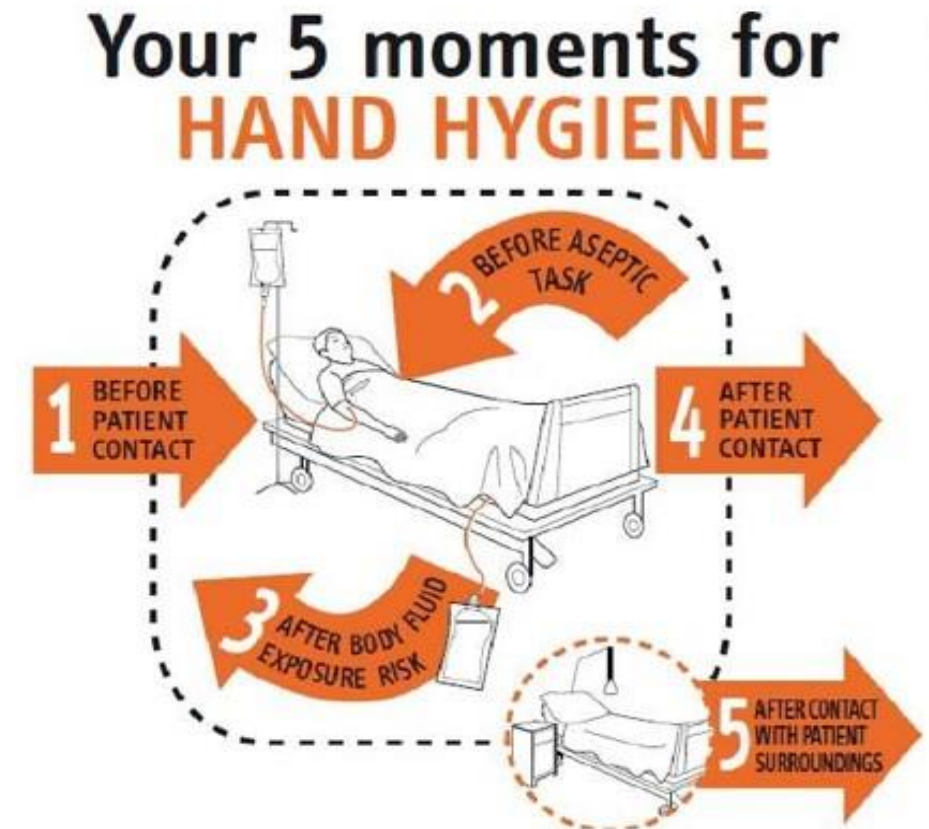 Your 5 moments for
HAND HYGIENE
1
BEFORE
PATIENT
CONTACT
2
BEFORE ASEPTIC
TASK
3
AFTER BODY FLUID
EXPOSURE RISK
4
AFTER
PATIENT
CONTACT
5
AFTER CONTACT
WITH PATIENT
SURROUNDINGS